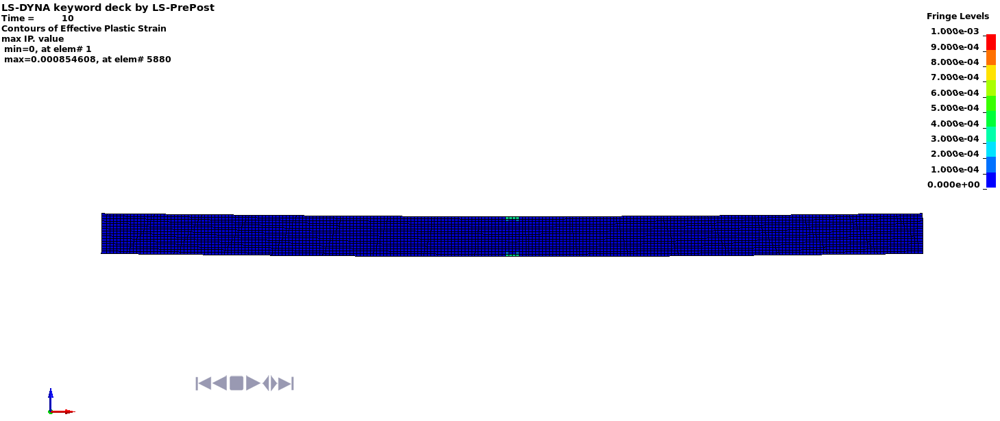 LS-DYNA keyword deck by LS-PrePost
Time = 10
Contours of Effective Plastic Strain
max IP. value
min=0, at elem# 1
max=0.000854608, at elem# 5880
Fringe Levels
1.000e-03
9.000e-04
8.000e-04
7.000e-04
6.000e-04
5.000e-04
4.000e-04
3.000e-04
2.000e-04
1.000e-04
0.000e+00